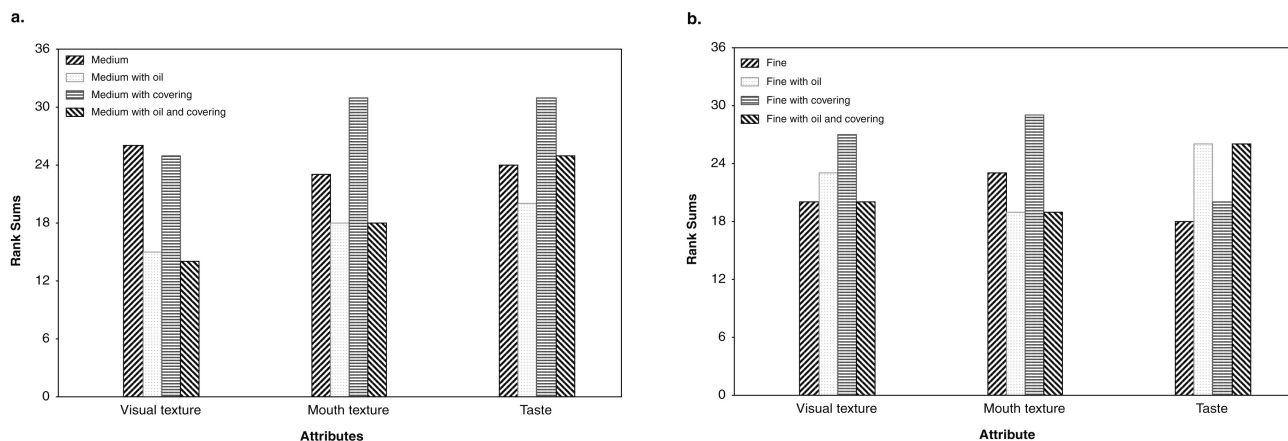 a.
36
30
24
18
12
6
0
Rank Sums
Medium
Medium with oil
Medium with covering
Medium with oil and covering
Visual texture
Mouth texture
Taste
Attributes
b.
36
30
24
18
12
6
0
Rank Sums
Fine
Fine with oil
Fine with covering
Fine with oil and covering
Visual texture
Mouth texture
Taste
Attribute